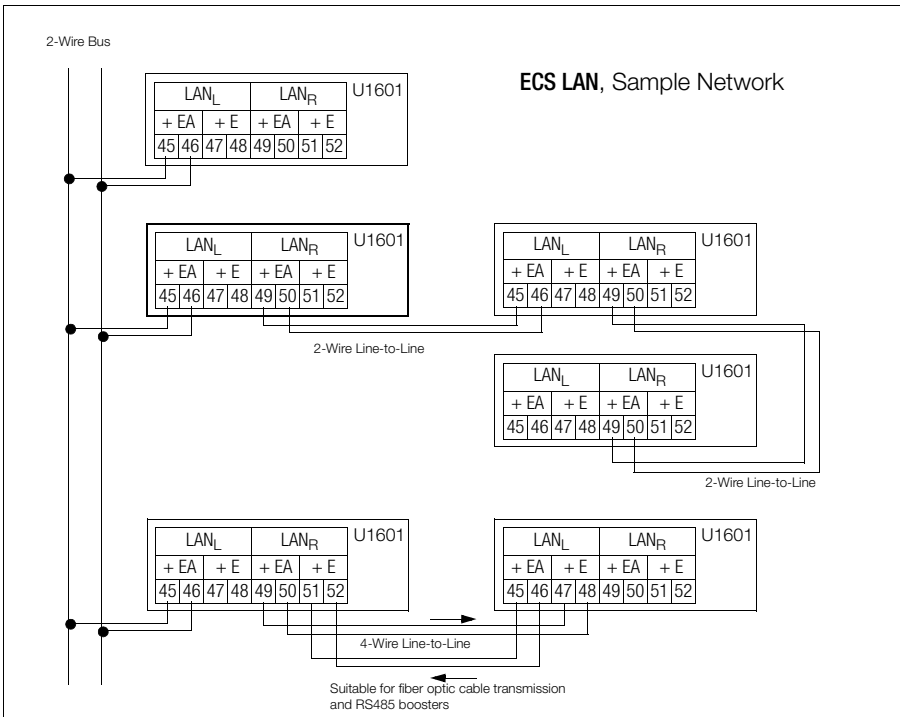 2-Wire Bus
ECS LAN, Sample Network
LANL LANR U1601
+ EA + E + EA + E
45 46 47 48 49 50 51 52
LANL LANR U1601
+ EA + E + EA + E
45 46 47 48 49 50 51 52
LANL LANR U1601
+ EA + E + EA + E
45 46 47 48 49 50 51 52
2-Wire Line-to-Line
LANL LANR U1601
+ EA + E + EA + E
45 46 47 48 49 50 51 52
2-Wire Line-to-Line
LANL LANR U1601
+ EA + E + EA + E
45 46 47 48 49 50 51 52
LANL LANR U1601
+ EA + E + EA + E
45 46 47 48 49 50 51 52
4-Wire Line-to-Line
Suitable for fiber optic cable transmission
and RS485 boosters